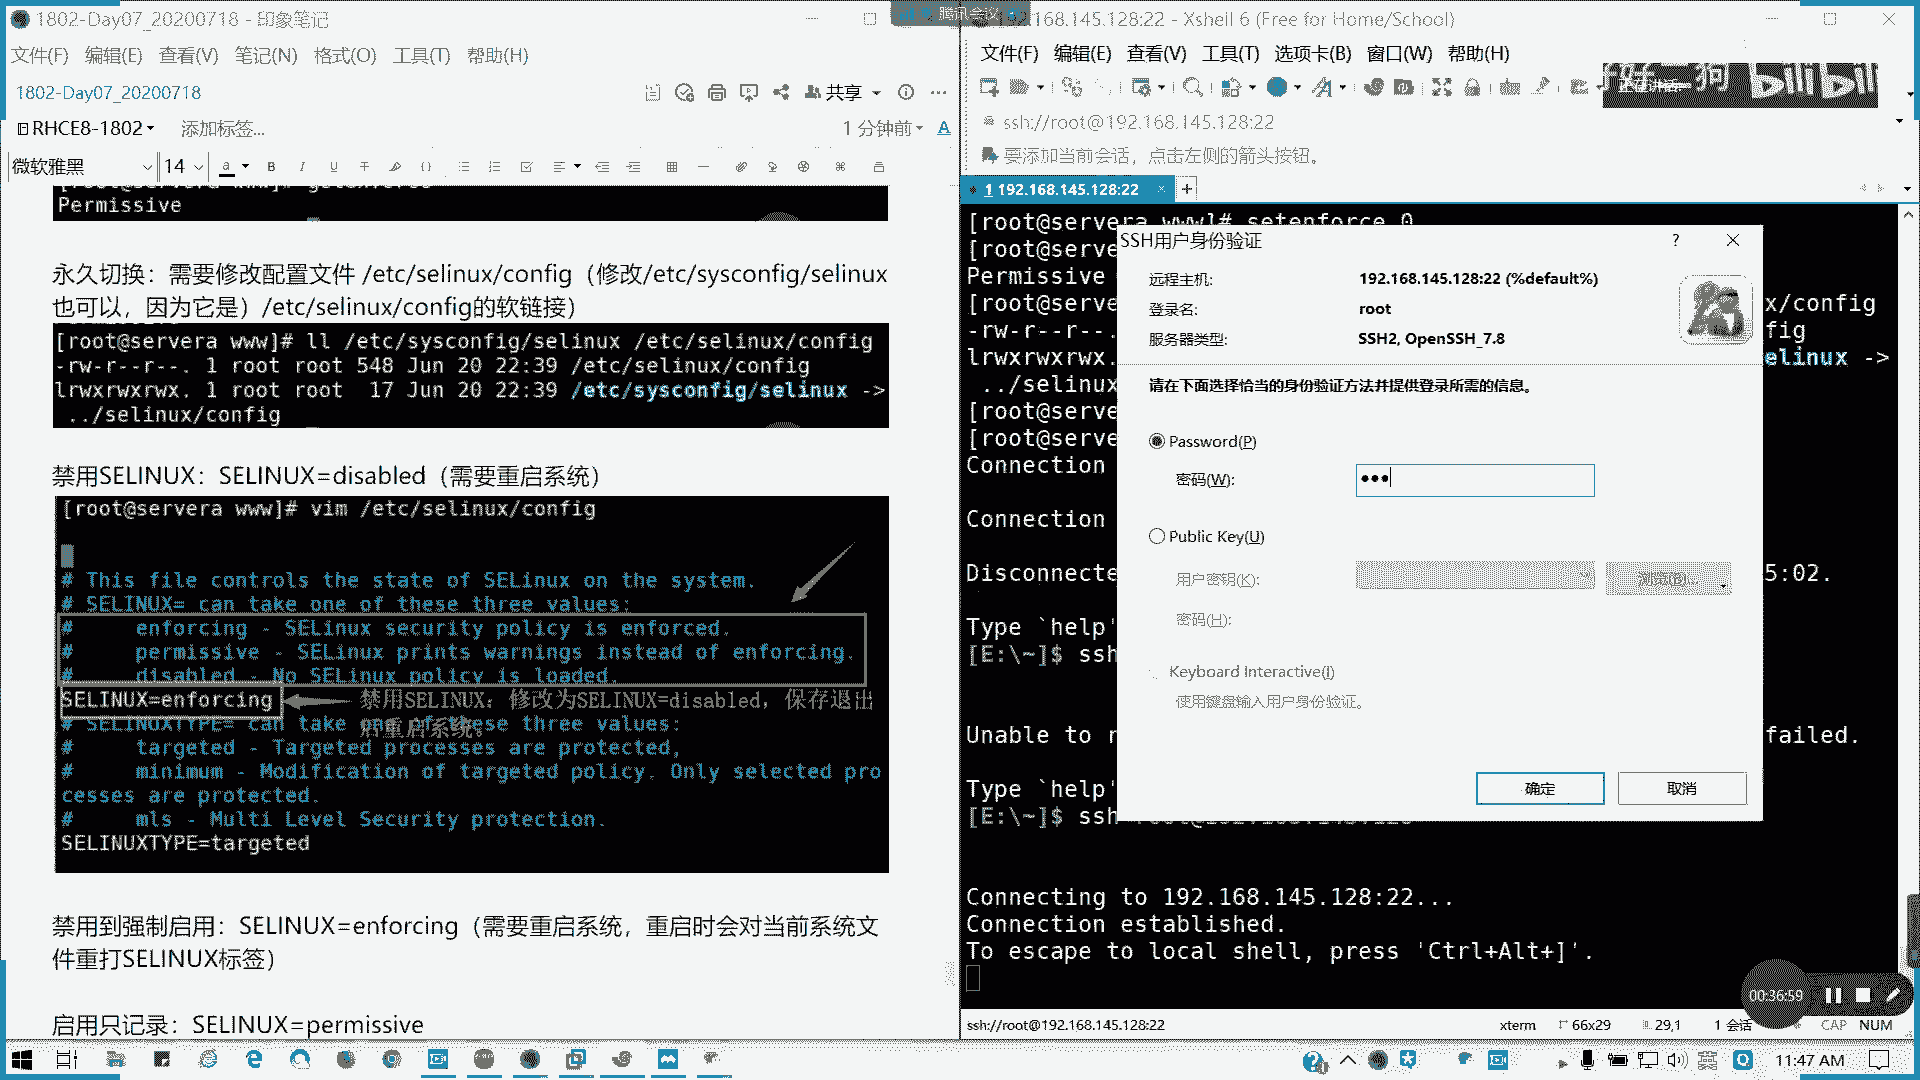 1802-Day07_20200718 - 印象笔记
文件(F) 编辑(E) 查看(V) 笔记(N) 格式(O) 工具(T) 帮助(H)
1802-Day07_20200718
共享
RHCE8-1802 添加标签...
1 分钟前
微软雅黑 14
Permissive
永久切换：需要修改配置文件 /etc/selinux/config（修改/etc/sysconfig/selinux
也可以，因为它是）/etc/selinux/config的软链接）
[root@servera www]# ll /etc/sysconfig/selinux /etc/selinux/config
-rw-r--r--. 1 root root 548 Jun 20 22:39 /etc/selinux/config
lrwxrwxrwx. 1 root root  17 Jun 20 22:39 /etc/sysconfig/selinux ->
../selinux/config
禁用SELINUX：SELINUX=disabled（需要重启系统）
[root@servera www]# vim /etc/selinux/config
# This file controls the state of SELinux on the system.
# SELINUX= can take one of these three values:
#     enforcing - SELinux security policy is enforced.
#     permissive - SELinux prints warnings instead of enforcing.
#     disabled - No SELinux policy is loaded.
SELINUX=enforcing
禁用SELINUX：修改为SELINUX=disabled，保存退出
后重启系统。
# SELINUXTYPE= can take one of these three values:
#     targeted - Targeted processes are protected,
#     minimum - Modification of targeted policy. Only selected pro
cesses are protected.
#     mls - Multi Level Security protection.
SELINUXTYPE=targeted
禁用到强制启用：SELINUX=enforcing（需要重启系统，重启时会对当前系统文
件重打SELINUX标签）
启用只记录：SELINUX=permissive
腾讯会议
192.168.145.128:22 - Xshell 6 (Free for Home/School)
文件(F) 编辑(E) 查看(V) 工具(T) 选项卡(B) 窗口(W) 帮助(H)
bilibili
ssh://root@192.168.145.128:22
要添加当前会话，点击左侧的箭头按钮。
1 192.168.145.128:22
[root@servera www]# setenforce 0
[root@serve
Permissive
[root@serve
x/config
-rw-r--r--.
fig
lrwxrwxrwx.
selinux ->
../selinux
[root@serve
[root@serve
Connection
Connection
Disconnecte
5:02.
Type `help'
[E:\~]$ ssh
Unable to r
failed.
Type `help'
[E:\~]$ ssh root@192.168.145.128
Connecting to 192.168.145.128:22...
Connection established.
To escape to local shell, press 'Ctrl+Alt+]'.
SSH用户身份验证
远程主机: 192.168.145.128:22 (%default%)
登录名: root
服务器类型: SSH2, OpenSSH_7.8
请在下面选择恰当的身份验证方法并提供登录所需的信息。
Password(P)
密码(W):
Public Key(U)
用户密钥(K):
浏览(B)...
密码(H):
Keyboard Interactive(I)
使用键盘输入用户身份验证。
确定 取消
00:36:59
ssh://root@192.168.145.128:22 xterm 66x29 29,1 1 会话 CAP NUM
11:47 AM